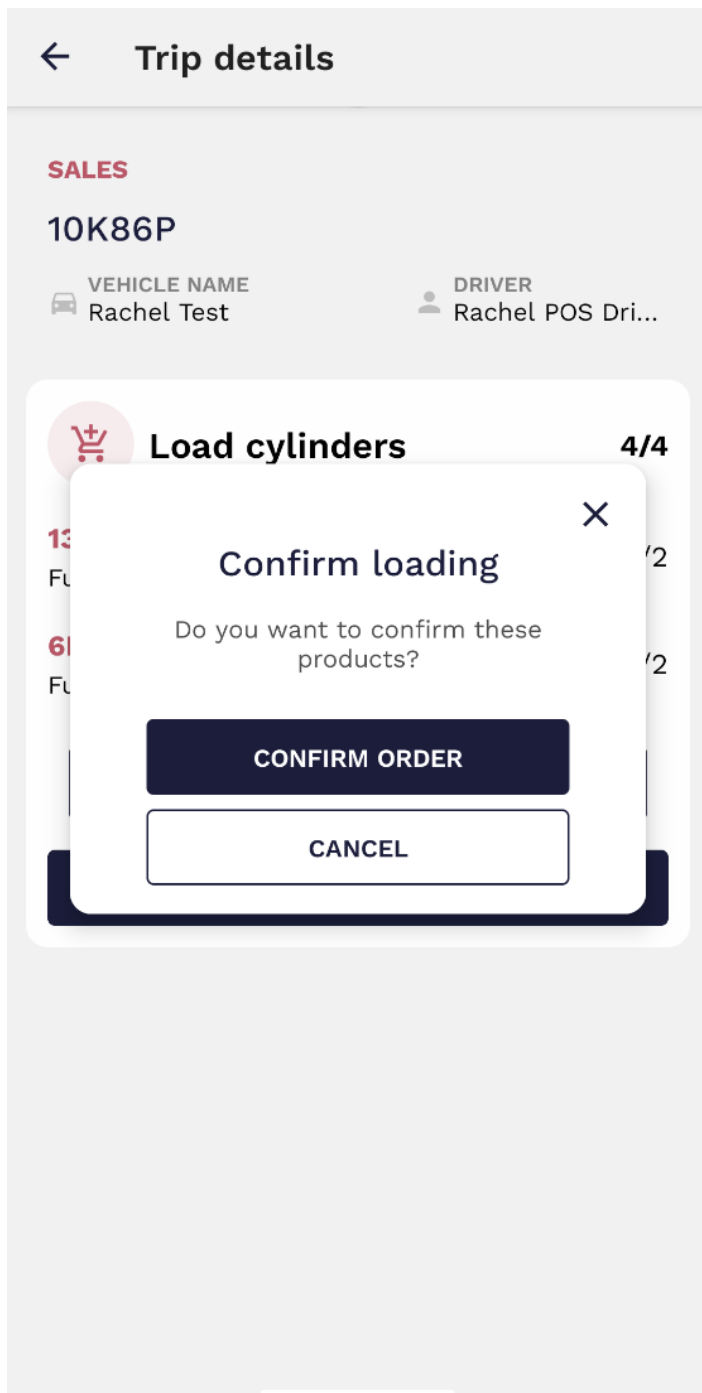 Trip details
SALES
10K86P
VEHICLE NAME
Rachel Test
DRIVER
Rachel POS Dri...
Load cylinders
4/4
Confirm loading
Do you want to confirm these
products?
CONFIRM ORDER
CANCEL